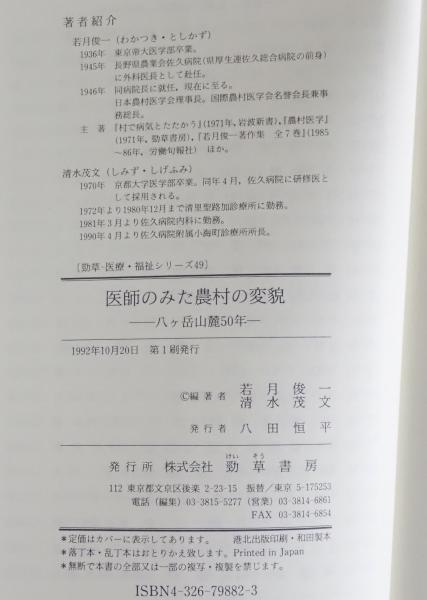 著者紹介
若月俊一(わかつき・としかず)
1936年 東京帝大医学部卒業。
1945年 長野県農業会佐久病院(県厚生連佐久総合病院の前身)
に外科医長として赴任。
1946年 同病院長に就任,現在に至る。
日本農村医学会理事長。国際農村医学会名誉会長兼事
務総長。
主 著 『村で病気とたたかう』(1971年,岩波新書),『農村医学』
(1971年,勁草書房),『若月俊一著作集 全7巻』(1985
〜86年,労働旬報社) ほか。
清水茂文(しみず・しげふみ)
1970年 京都大学医学部卒業。同年4月,佐久病院に研修医と
して採用される。
1972年より1980年12月まで清里聖路加診療所に勤務。
1981年3月より佐久病院内科に勤務。
1990年4月より佐久病院附属小海町診療所所長。
〔勁草-医療・福祉シリーズ49〕
医師のみた農村の変貌
――八ヶ岳山麓50年―
1992年10月20日 第1刷発行
©編著者 若月俊一
清水茂文
発行者 八田恒平
発行所 株式会社 勁草書房
けい そう
112 東京都文京区後楽2-23-15 振替/東京5-175253
電話(編集)03-3815-5277(営業)03-3814-6861
FAX 03-3814-6854
*定価はカバーに表示してあります。 港北出版印刷・和田製本
*落丁本・乱丁本はおとりかえ致します。Printed in Japan
*無断で本書の全部又は一部の複写・複製を禁じます。
ISBN4-326-79882-3